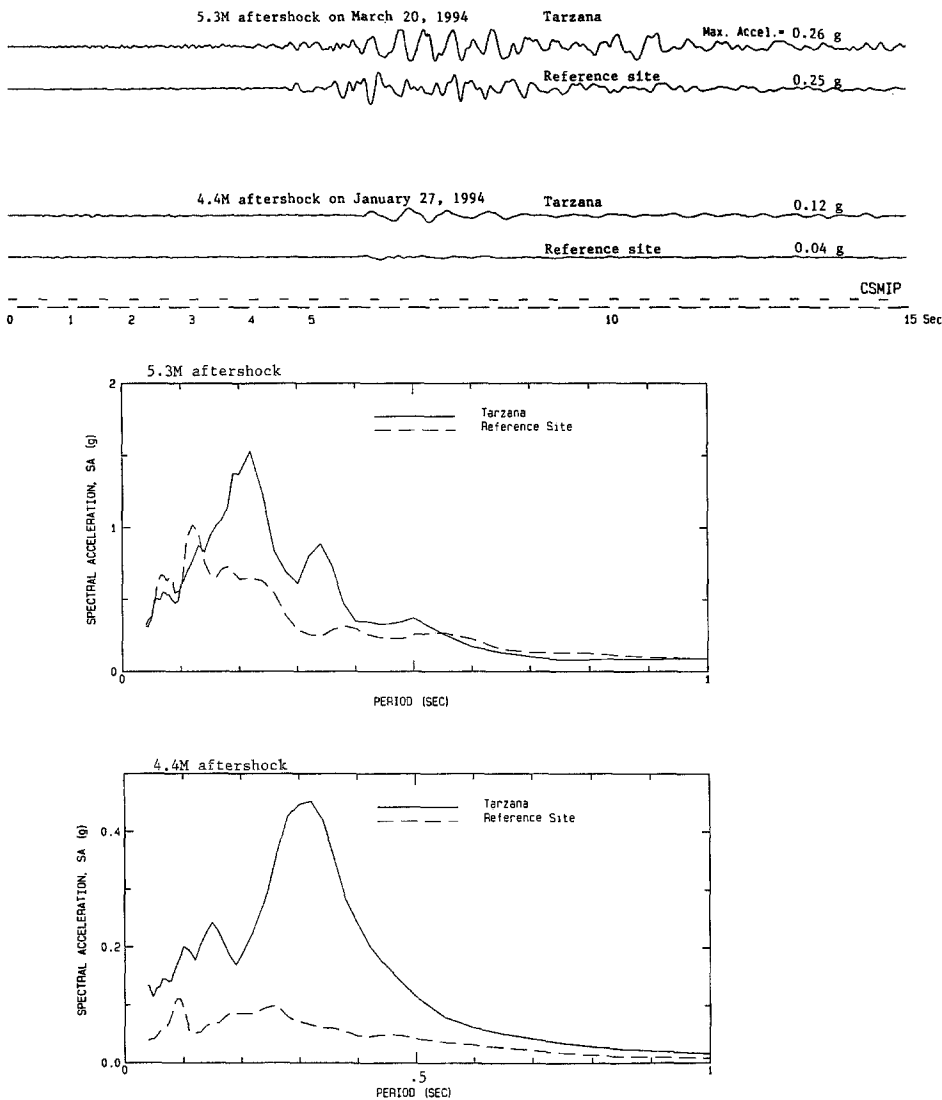 5.3M aftershock on March 20, 1994 Tarzana Max. Accel.= 0.26 g
Reference site 0.25 g
4.4M aftershock on January 27, 1994 Tarzana 0.12 g
Reference site 0.04 g
CSMIP
0 1 2 3 4 5 10 15 Sec
5.3M aftershock
2
Tarzana
Reference Site
SPECTRAL ACCELERATION, SA (g)
1
0
0 1
PERIOD (SEC)
4.4M aftershock
Tarzana
Reference Site
SPECTRAL ACCELERATION, SA (g)
0.4
0.2
0.0
0 .5 1
PERIOD (SEC)